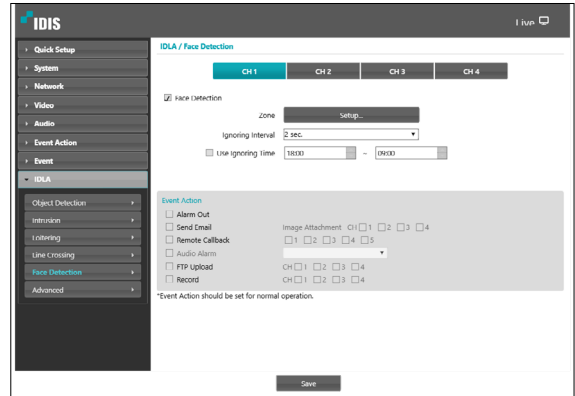 IDIS
Live
Quick Setup
System
Network
Video
Audio
Event Action
Event
IDLA
Object Detection
Intrusion
Loitering
Line Crossing
Face Detection
Advanced
IDLA / Face Detection
CH 1 CH 2 CH 3 CH 4
Face Detection
Zone Setup...
Ignoring Interval 2 sec.
Use Ignoring Time 18:00 ~ 09:00
Event Action
Alarm Out
Send Email Image Attachment CH 1 2 3 4
Remote Callback 1 2 3 4 5
Audio Alarm
FTP Upload CH 1 2 3 4
Record CH 1 2 3 4
*Event Action should be set for normal operation.
Save